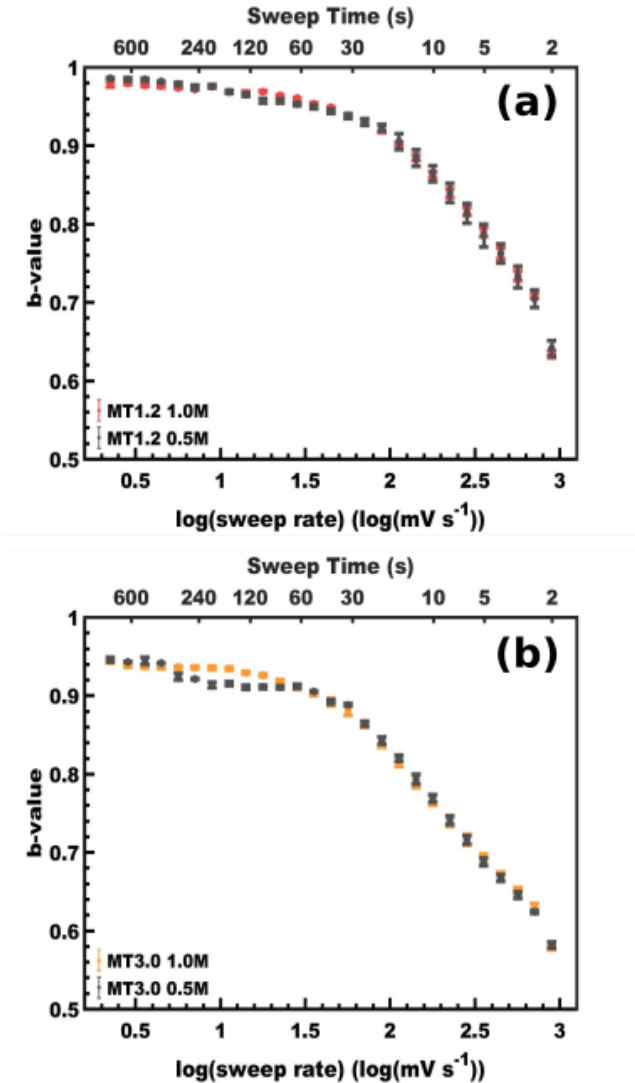 Sweep Time (s)
600 240 120 60 30 10 5 2
1
(a)
0.9
0.8
b-value
0.7
0.6
MT1.2 1.0M
MT1.2 0.5M
0.5
0.5 1 1.5 2 2.5 3
log(sweep rate) (log(mV s⁻¹))
Sweep Time (s)
600 240 120 60 30 10 5 2
1
(b)
0.9
0.8
b-value
0.7
0.6
MT3.0 1.0M
MT3.0 0.5M
0.5
0.5 1 1.5 2 2.5 3
log(sweep rate) (log(mV s⁻¹))